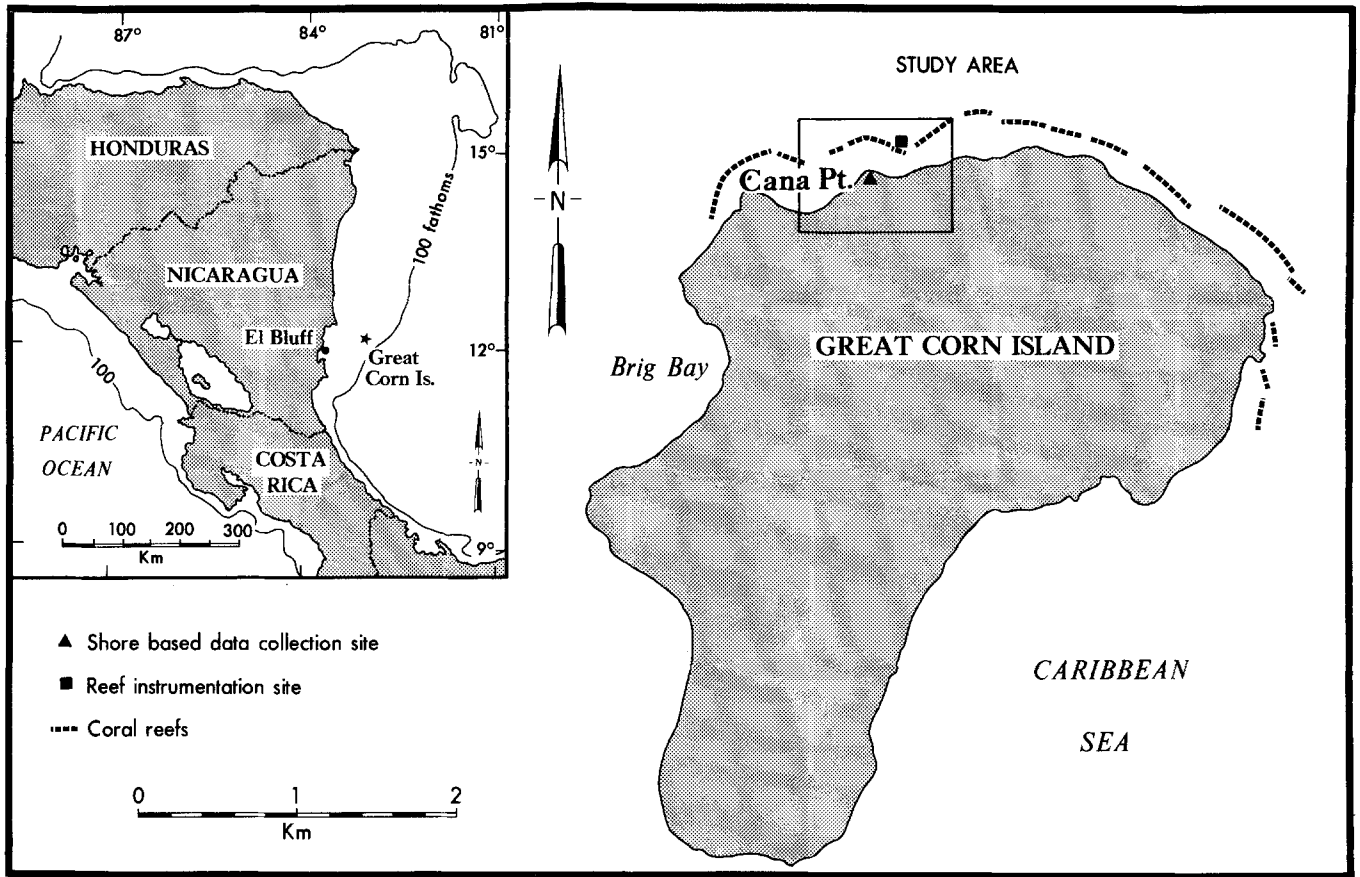 87°
84°
81°
HONDURAS
15°
100 fathoms
-N-
NICARAGUA
El Bluff
Great
Corn Is.
12°
100
PACIFIC
OCEAN
COSTA
RICA
-N-
0 100 200 300
Km
9°
▲ Shore based data collection site
■ Reef instrumentation site
Coral reefs
0 1 2
Km
STUDY AREA
Cana Pt.
Brig Bay
GREAT CORN ISLAND
CARIBBEAN
SEA